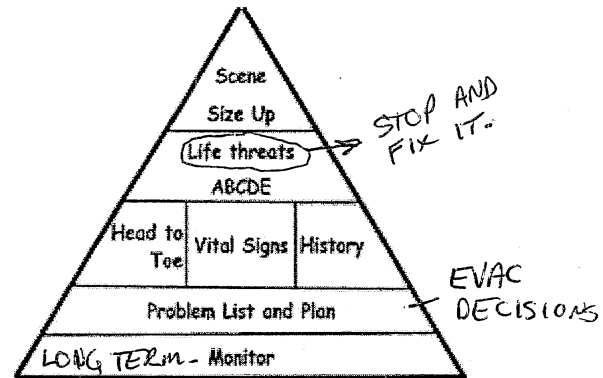 Scene
Size Up
Life threats
STOP AND
FIX IT.
ABCDE
Head to
Toe
Vital Signs
History
Problem List and Plan
EVAC
DECISIONS
LONG TERM - Monitor